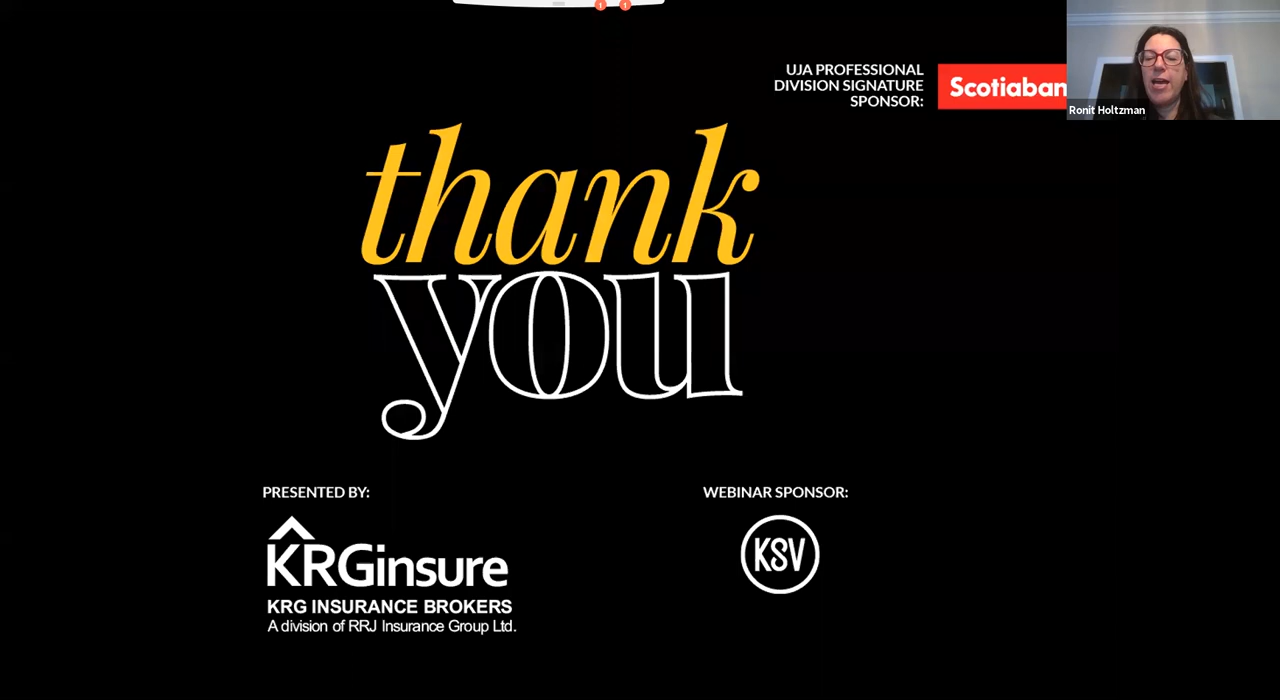 UJA PROFESSIONAL
DIVISION SIGNATURE
SPONSOR:
Scotiaban
Ronit Holtzman
thank
you
PRESENTED BY:
WEBINAR SPONSOR:
KRGinsure
KRG INSURANCE BROKERS
A division of RRJ Insurance Group Ltd.
KSV